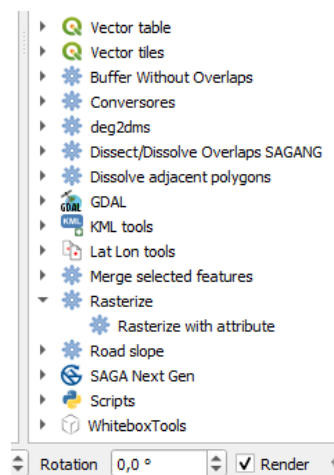 Vector table
Vector tiles
Buffer Without Overlaps
Conversores
deg2dms
Dissect/Dissolve Overlaps SAGANG
Dissolve adjacent polygons
GDAL GDAL
KML KML tools
Lat Lon tools
Merge selected features
Rasterize
Rasterize with attribute
Road slope
SAGA Next Gen
Scripts
WhiteboxTools
Rotation 0,0 ° Render